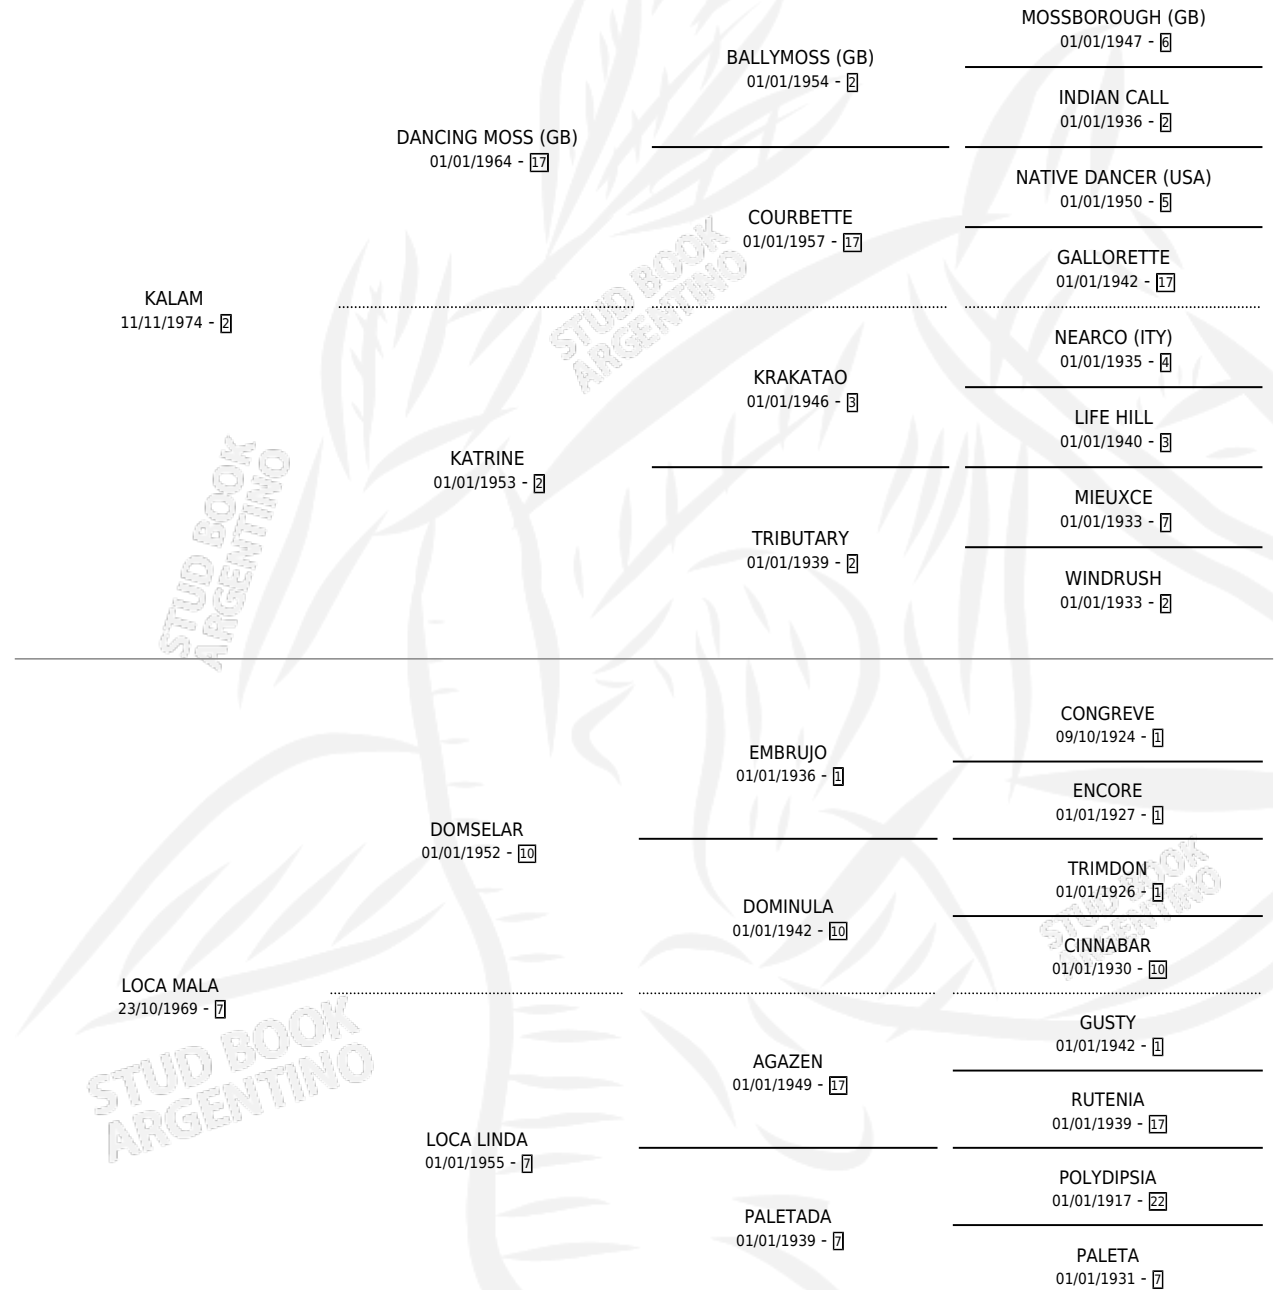 MOSSBOROUGH (GB)
01/01/1947 - 6
BALLYMOSS (GB)
01/01/1954 - 2
INDIAN CALL
01/01/1936 - 2
DANCING MOSS (GB)
01/01/1964 - 17
NATIVE DANCER (USA)
01/01/1950 - 5
COURBETTE
01/01/1957 - 17
GALLORETTE
01/01/1942 - 17
KALAM
11/11/1974 - 2
STUD BOOK
ARGENTINO
NEARCO (ITY)
01/01/1935 - 4
KRAKATAO
01/01/1946 - 3
LIFE HILL
01/01/1940 - 3
KATRINE
01/01/1953 - 2
MIEUXCE
01/01/1933 - 7
TRIBUTARY
01/01/1939 - 2
WINDRUSH
01/01/1933 - 2
STUD BOOK
ARGENTINO
CONGREVE
09/10/1924 - 1
EMBRUJO
01/01/1936 - 1
ENCORE
01/01/1927 - 1
DOMSELAR
01/01/1952 - 10
TRIMDON
01/01/1926 - 1
DOMINULA
01/01/1942 - 10
STUD BOOK
ARGENTINO
CINNABAR
01/01/1930 - 10
LOCA MALA
23/10/1969 - 7
GUSTY
01/01/1942 - 1
AGAZEN
01/01/1949 - 17
STUD BOOK
ARGENTINO
RUTENIA
01/01/1939 - 17
LOCA LINDA
01/01/1955 - 7
POLYDIPSIA
01/01/1917 - 22
PALETADA
01/01/1939 - 7
PALETA
01/01/1931 - 7